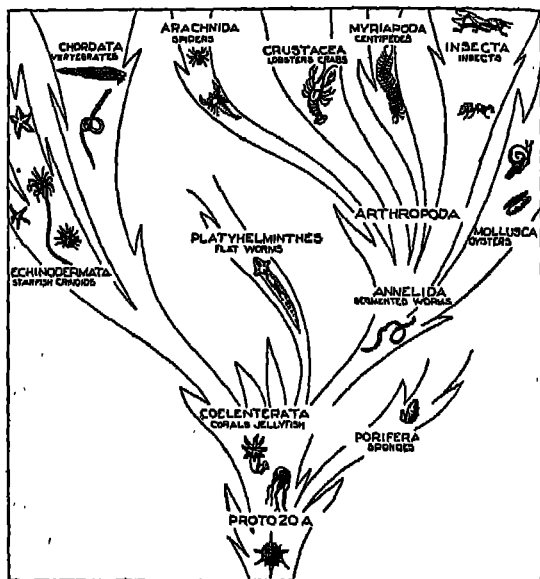 ARACHNIDA
SPIDERS
CHORDATA
VERTEBRATES
CRUSTACEA
LOBSTERS CRABS
MYRIAPODA
CENTIPEDES
INSECTA
INSECTS
ARTHROPODA
MOLLUSCA
OYSTERS
PLATYHELMINTHES
FLAT WORMS
ECHINODERMATA
STARFISH CRINOIDS
ANNELIDA
SEGMENTED WORMS
COELENTERATA
CORALS JELLYFISH
PORIFERA
SPONGES
PROTOZOA